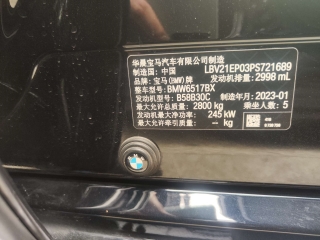 华晨宝马汽车有限公司制造
制造国：中国 LBV21EP03PS721689
品牌：宝马(BMW)牌 发动机排量：2998 mL
整车型号：BMW6517BX
发动机型号：B58B30C 制造年月：2023-01
最大允许总质量：2800 kg 乘坐人数：5
发动机最大净功率：245 kW
最大允许牵引质量：-- kg
BMW